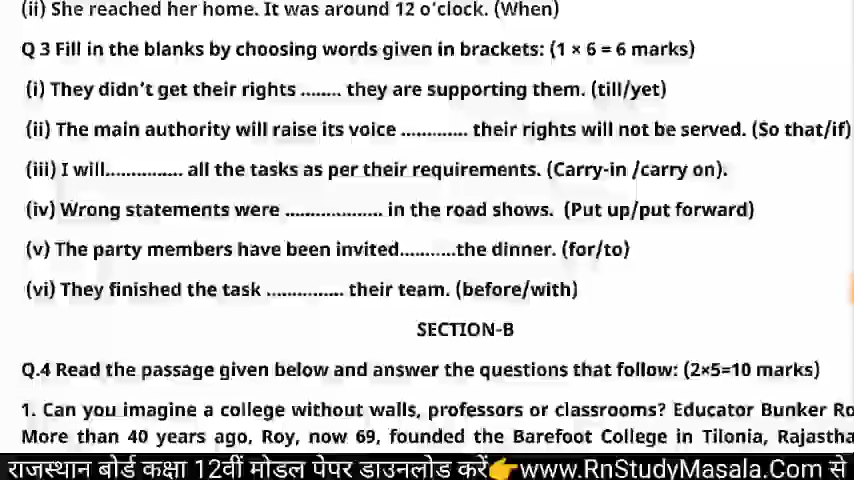 (ii) She reached her home. It was around 12 o'clock. (When)
Q 3 Fill in the blanks by choosing words given in brackets: (1 × 6 = 6 marks)
(i) They didn't get their rights ........ they are supporting them. (till/yet)
(ii) The main authority will raise its voice ............. their rights will not be served. (So that/if)
(iii) I will............... all the tasks as per their requirements. (Carry-in /carry on).
(iv) Wrong statements were ................... in the road shows. (Put up/put forward)
(v) The party members have been invited...........the dinner. (for/to)
(vi) They finished the task ............... their team. (before/with)
SECTION-B
Q.4 Read the passage given below and answer the questions that follow: (2×5=10 marks)
1. Can you imagine a college without walls, professors or classrooms? Educator Bunker Ro
More than 40 years ago, Roy, now 69, founded the Barefoot College in Tilonia, Rajastha
राजस्थान बोर्ड कक्षा 12वीं मोडल पेपर डाउनलोड करें👉www.RnStudyMasala.Com से